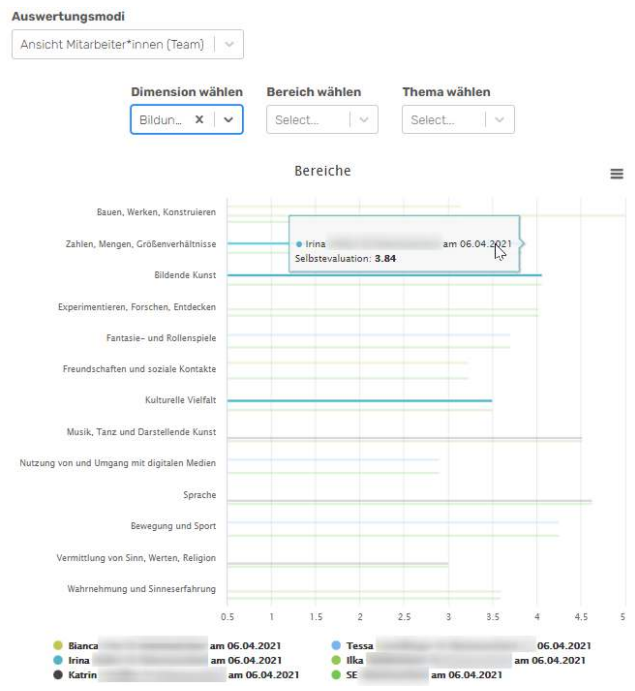 Auswertungsmodi
Ansicht Mitarbeiter*innen (Team)
Dimension wählen Bereich wählen Thema wählen
Bildun... Select... Select...
Bereiche
Bauen, Werken, Konstruieren
Zahlen, Mengen, Größenverhältnisse
Irina am 06.04.2021
Selbstevaluation: 3.84
Bildende Kunst
Experimentieren, Forschen, Entdecken
Fantasie- und Rollenspiele
Freundschaften und soziale Kontakte
Kulturelle Vielfalt
Musik, Tanz und Darstellende Kunst
Nutzung von und Umgang mit digitalen Medien
Sprache
Bewegung und Sport
Vermittlung von Sinn, Werten, Religion
Wahrnehmung und Sinneserfahrung
0.5 1 1.5 2 2.5 3 3.5 4 4.5 5
Bianca am 06.04.2021 Tessa 06.04.2021
Irina am 06.04.2021 Ilka am 06.04.2021
Katrin am 06.04.2021 SE am 06.04.2021